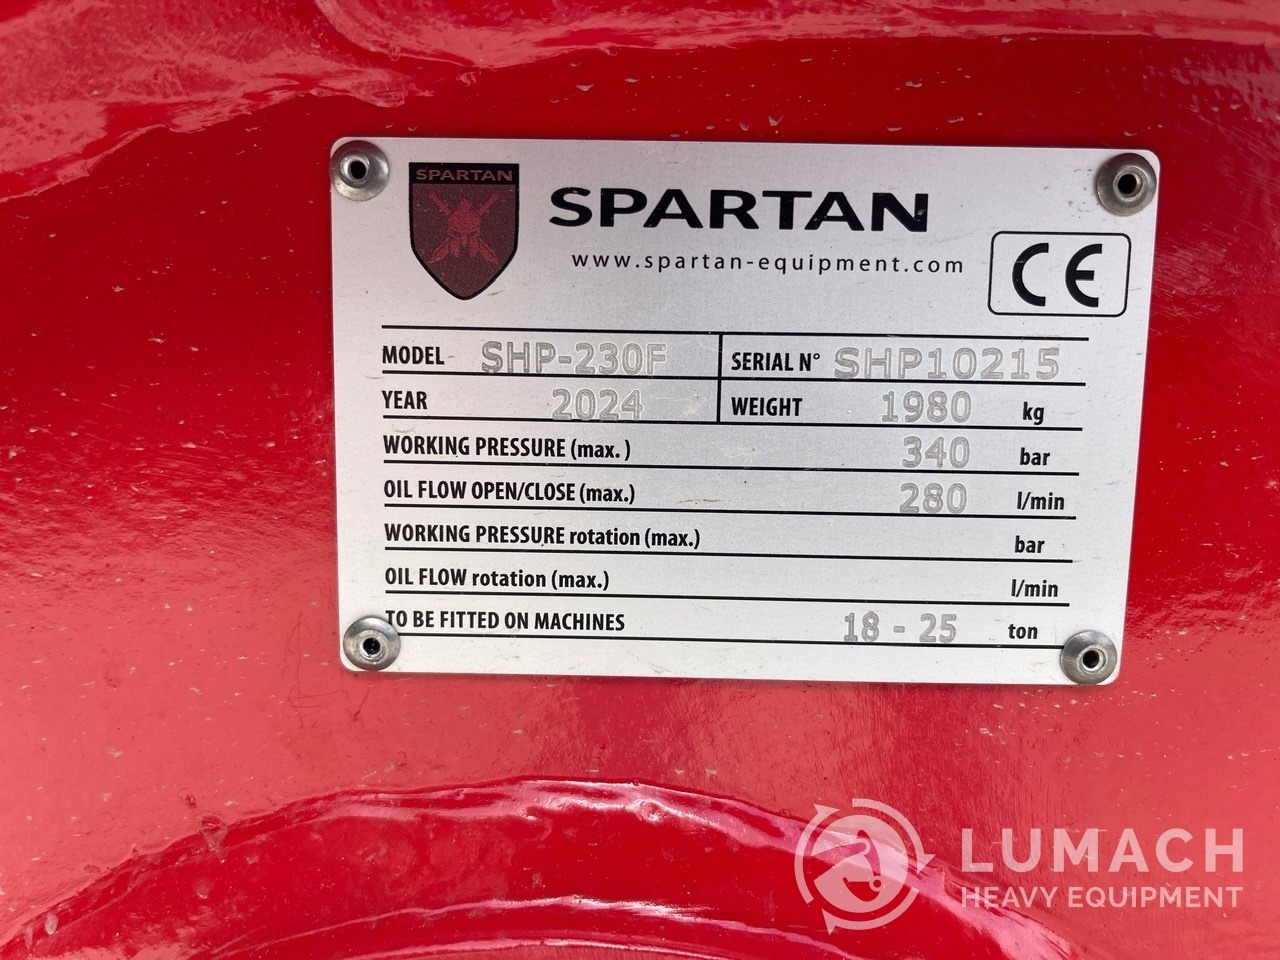 SPARTAN
SPARTAN
www.spartan-equipment.com
CE
MODEL SHP-230F SERIAL N° SHP10215
YEAR 2024 WEIGHT 1980 kg
WORKING PRESSURE (max. ) 340 bar
OIL FLOW OPEN/CLOSE (max.) 280 l/min
WORKING PRESSURE rotation (max.) bar
OIL FLOW rotation (max.) l/min
TO BE FITTED ON MACHINES 18 - 25 ton
LUMACH
HEAVY EQUIPMENT